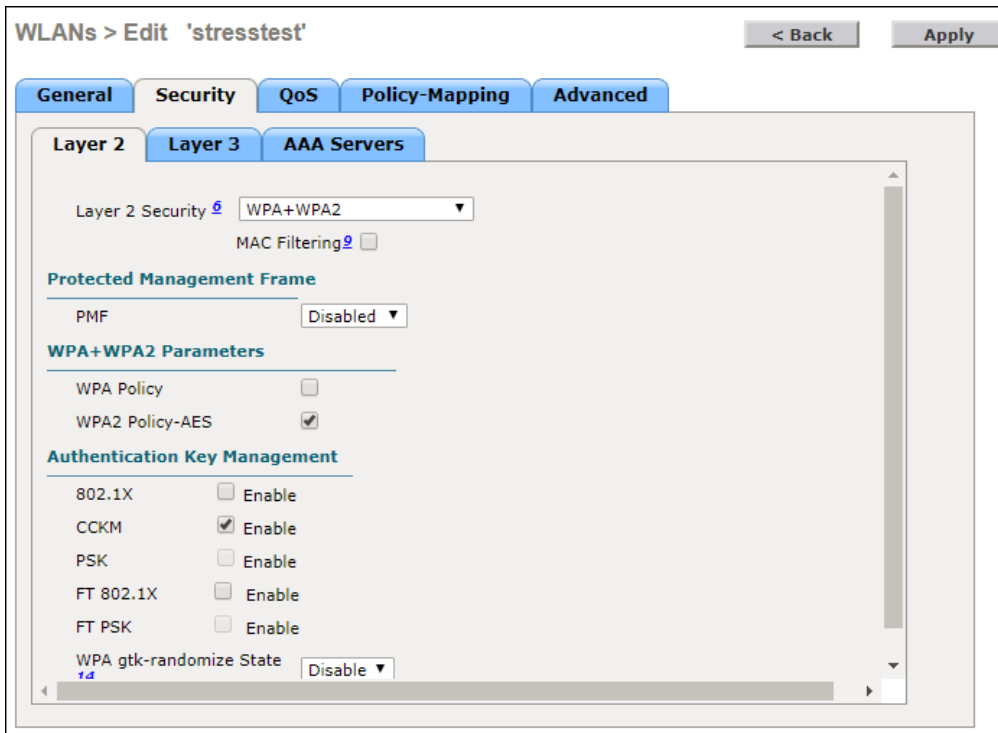 WLANs > Edit 'stresstest'
< Back
Apply
General
Security
QoS
Policy-Mapping
Advanced
Layer 2
Layer 3
AAA Servers
Layer 2 Security 6 WPA+WPA2
MAC Filtering9
Protected Management Frame
PMF Disabled
WPA+WPA2 Parameters
WPA Policy
WPA2 Policy-AES
Authentication Key Management
802.1X Enable
CCKM Enable
PSK Enable
FT 802.1X Enable
FT PSK Enable
WPA gtk-randomize State Disable
14